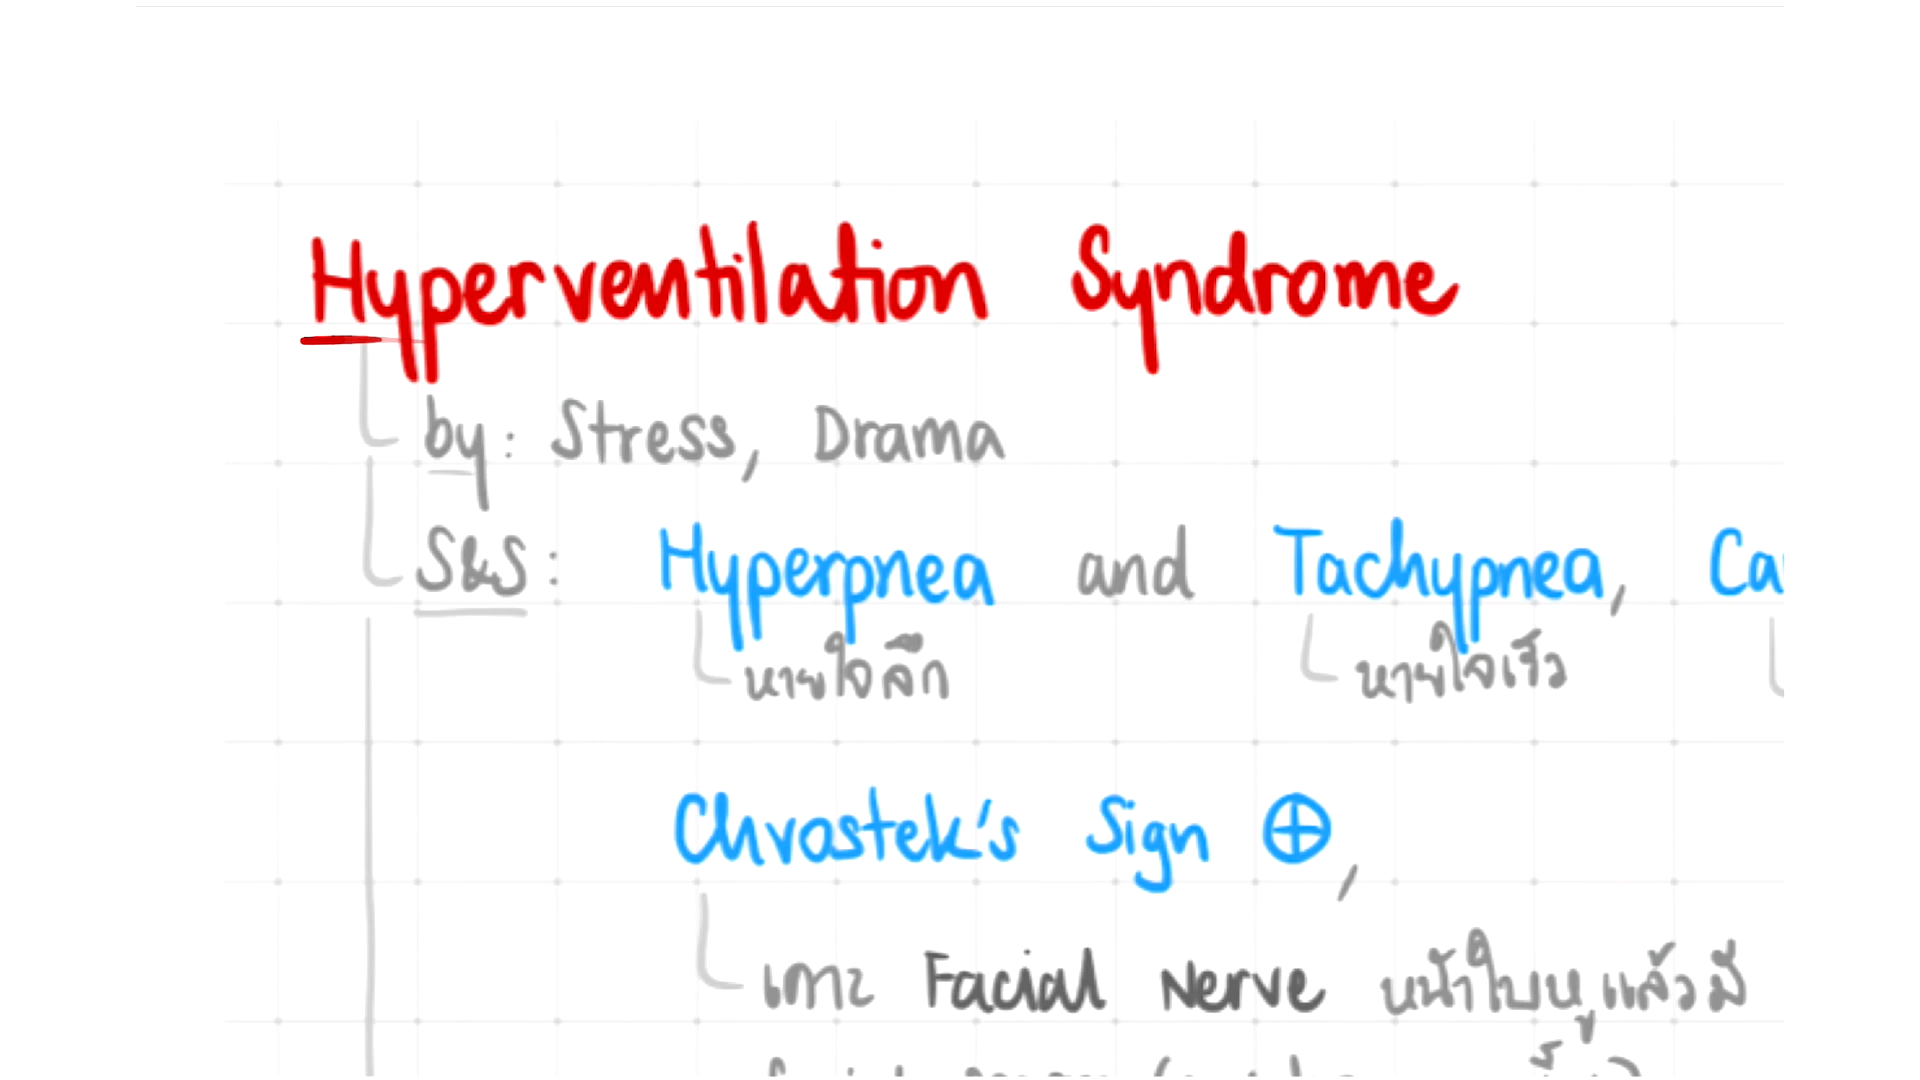 Hyperventilation Syndrome
by: Stress, Drama
S&S: Hyperpnea and Tachypnea,
หายใจลึก หายใจเร็ว
Chvostek's Sign ⊕,
เคาะ Facial Nerve หน้าใบหูแล้วมี